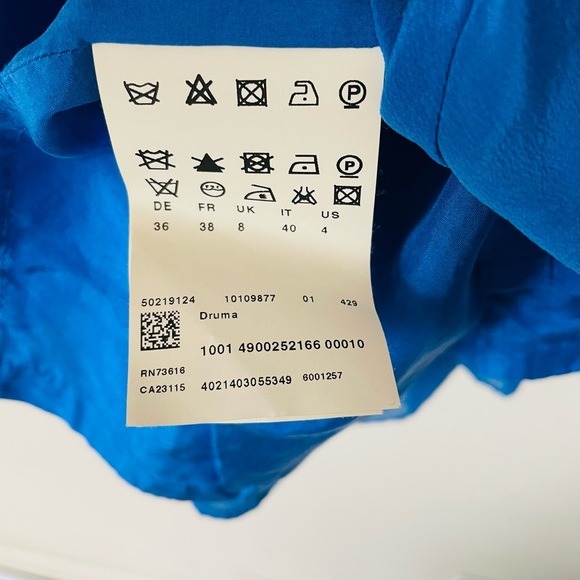 P
P
DE FR UK IT US
36 38 8 40 4
50219124 10109877 01 429
Druma
1001 4900252166 00010
RN73616
CA23115 4021403055349 6001257